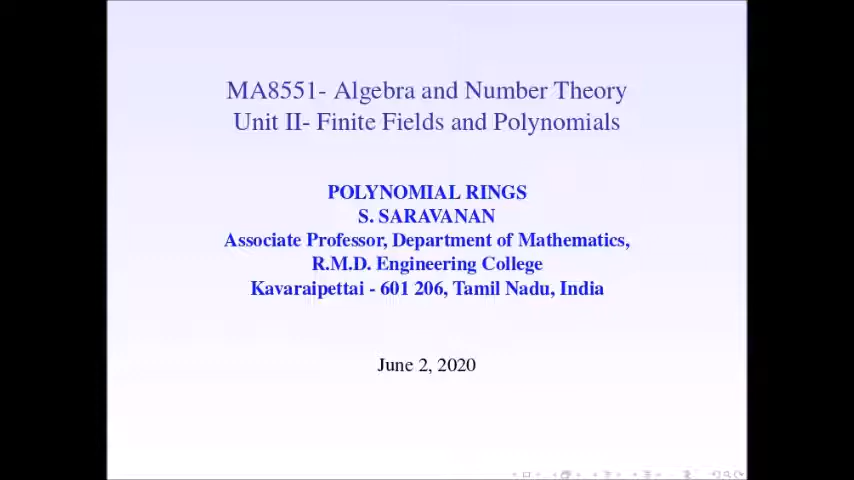 MA8551- Algebra and Number Theory
Unit II- Finite Fields and Polynomials
POLYNOMIAL RINGS
S. SARAVANAN
Associate Professor, Department of Mathematics,
R.M.D. Engineering College
Kavaraipettai - 601 206, Tamil Nadu, India
June 2, 2020